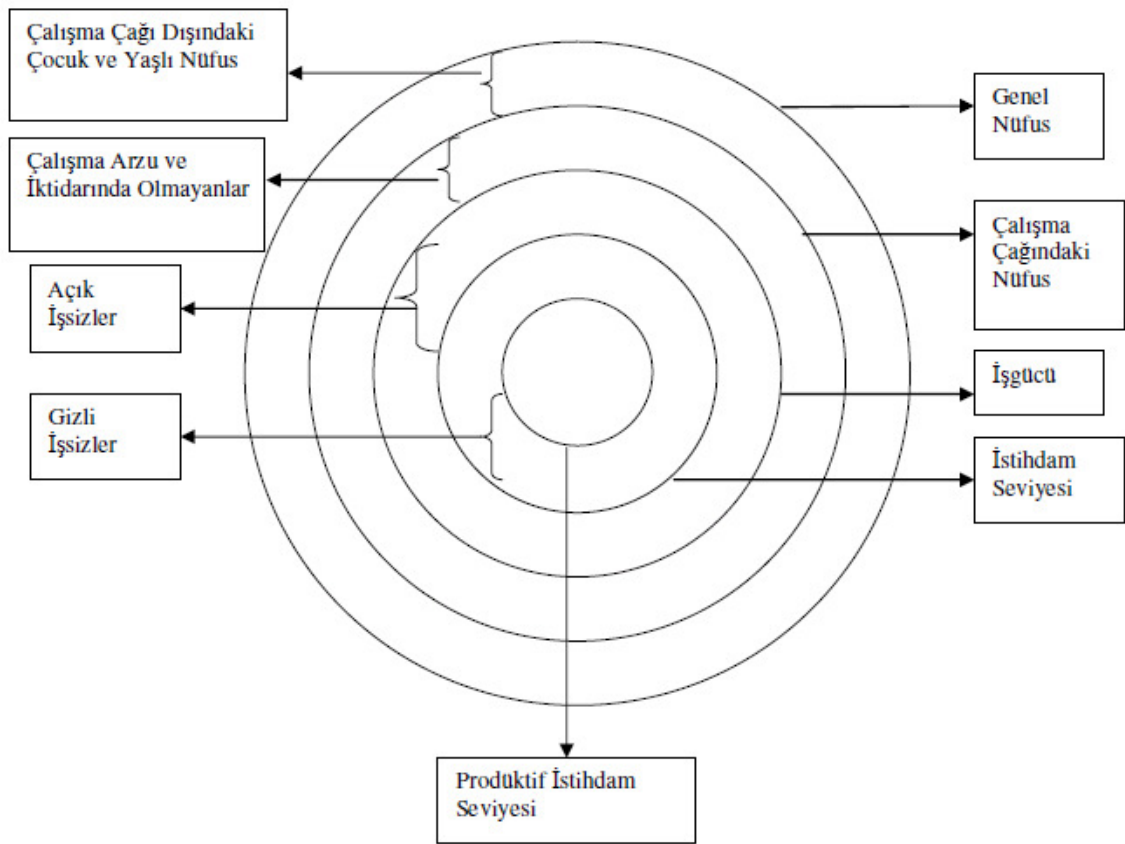 Çalışma Çağı Dışındaki
Çocuk ve Yaşlı Nüfus
Genel
Nüfus
Çalışma Arzu ve
İktidarında Olmayanlar
Çalışma
Çağındaki
Nüfus
Açık
İşsizler
İşgücü
Gizli
İşsizler
İstihdam
Seviyesi
Prodüktif İstihdam
Seviyesi